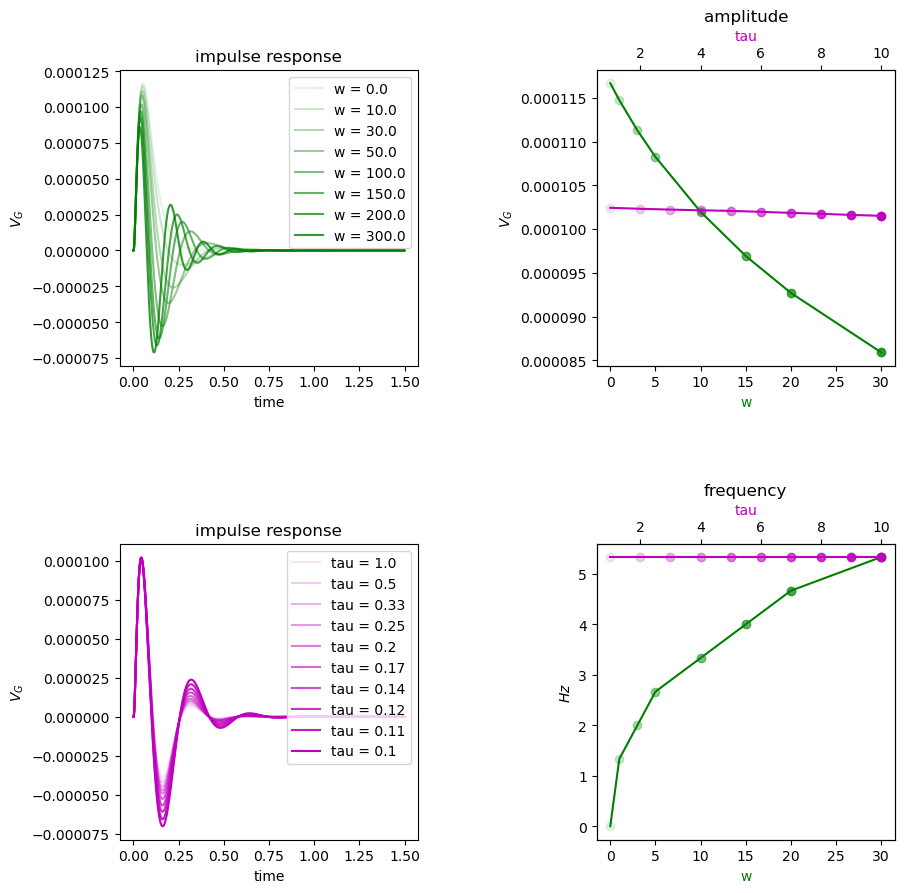 impulse response
0.000125
0.000100
0.000075
0.000050
0.000025
0.000000
−0.000025
−0.000050
−0.000075
V_G
w = 0.0
w = 10.0
w = 30.0
w = 50.0
w = 100.0
w = 150.0
w = 200.0
w = 300.0
0.00 0.25 0.50 0.75 1.00 1.25 1.50
time
amplitude
tau
2 4 6 8 10
0.000115
0.000110
0.000105
0.000100
0.000095
0.000090
0.000085
V_G
0 5 10 15 20 25 30
w
impulse response
0.000100
0.000075
0.000050
0.000025
0.000000
−0.000025
−0.000050
−0.000075
V_G
tau = 1.0
tau = 0.5
tau = 0.33
tau = 0.25
tau = 0.2
tau = 0.17
tau = 0.14
tau = 0.12
tau = 0.11
tau = 0.1
0.00 0.25 0.50 0.75 1.00 1.25 1.50
time
frequency
tau
2 4 6 8 10
5
4
3
2
1
0
Hz
0 5 10 15 20 25 30
w